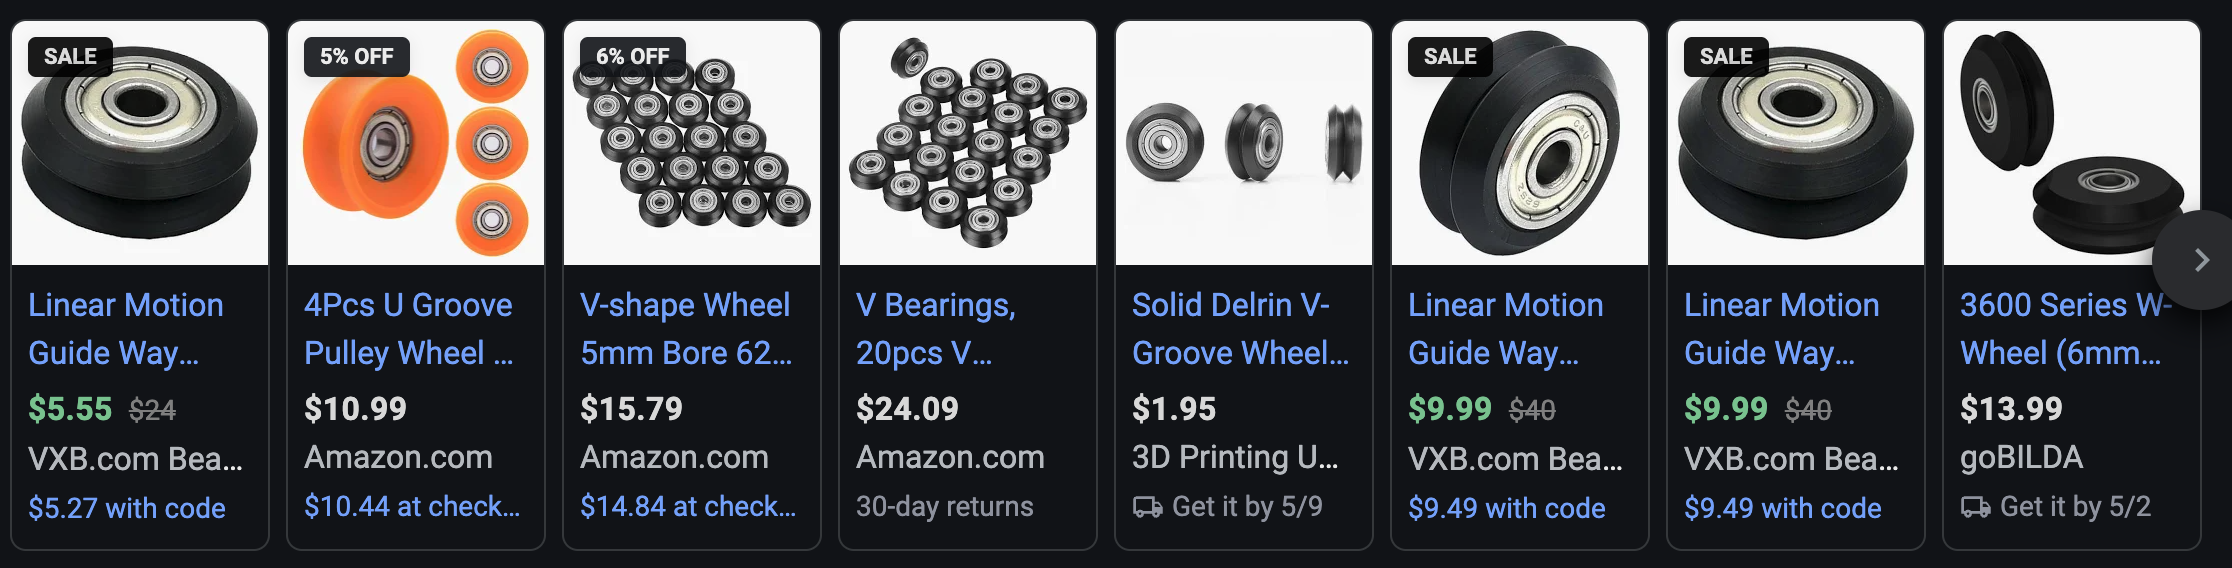 SALE
Linear Motion
Guide Way...
$5.55 $24
VXB.com Bea...
$5.27 with code
5% OFF
4Pcs U Groove
Pulley Wheel ...
$10.99
Amazon.com
$10.44 at check...
6% OFF
V-shape Wheel
5mm Bore 62...
$15.79
Amazon.com
$14.84 at check...
V Bearings,
20pcs V...
$24.09
Amazon.com
30-day returns
Solid Delrin V-
Groove Wheel...
$1.95
3D Printing U...
Get it by 5/9
SALE
Linear Motion
Guide Way...
$9.99 $40
VXB.com Bea...
$9.49 with code
SALE
Linear Motion
Guide Way...
$9.99 $40
VXB.com Bea...
$9.49 with code
3600 Series W-
Wheel (6mm...
$13.99
goBILDA
Get it by 5/2